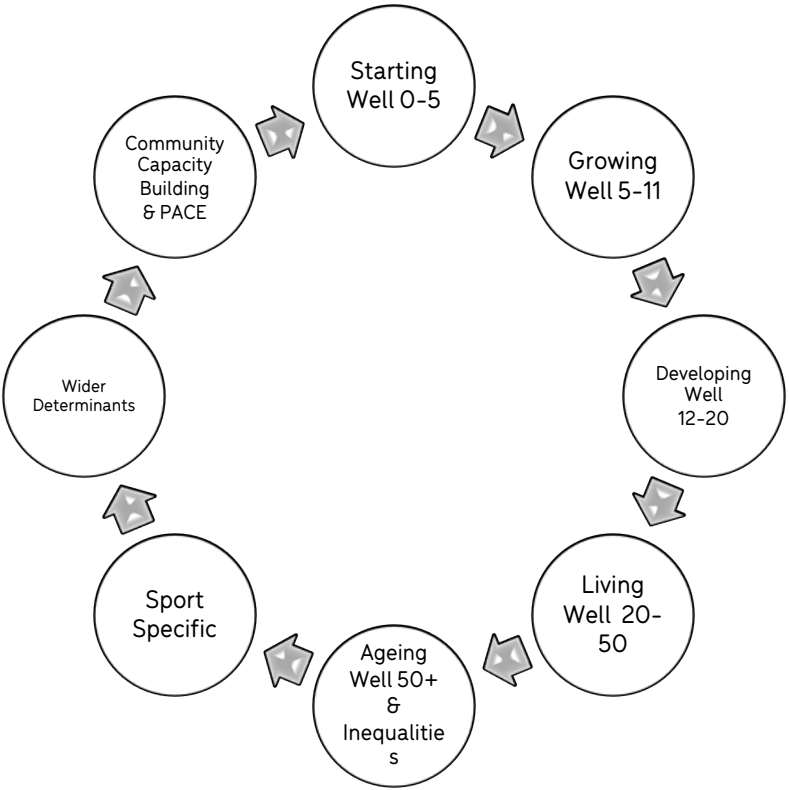 Starting
Well 0-5
Growing
Well 5-11
Developing
Well
12-20
Living
Well 20-
50
Ageing
Well 50+
&
Inequalitie
s
Sport
Specific
Wider
Determinants
Community
Capacity
Building
& PACE